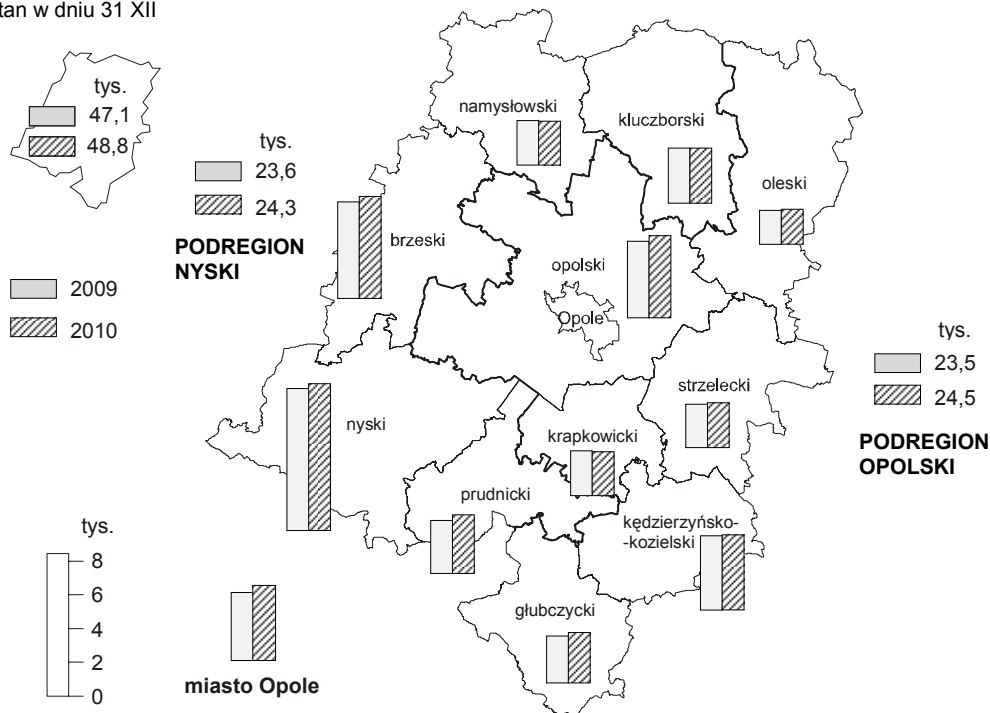 tan w dniu 31 XII
tys.
47,1
48,8
tys.
23,6
24,3
PODREGION
NYSKI
2009
2010
namysłowski
kluczborski
oleski
brzeski
opolski
Opole
strzelecki
nyski
krapkowicki
prudnicki
kędzierzyńsko-
-kozielski
głubczycki
tys.
23,5
24,5
PODREGION
OPOLSKI
tys.
8
6
4
2
0
miasto Opole